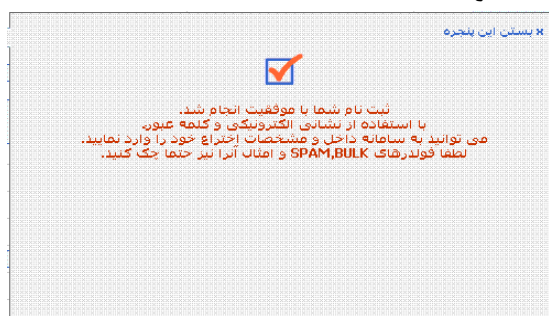 × بستن این پنجره
ثبت نام شما با موفقیت انجام شد.
با استفاده از نشانی الکترونیکی و کلمه عبور،
می توانید به سامانه داخل و مشخصات اختراع خود را وارد نمایید.
لطفا فولدرهای SPAM,BULK و امثال آنرا نیز حتما چک کنید.